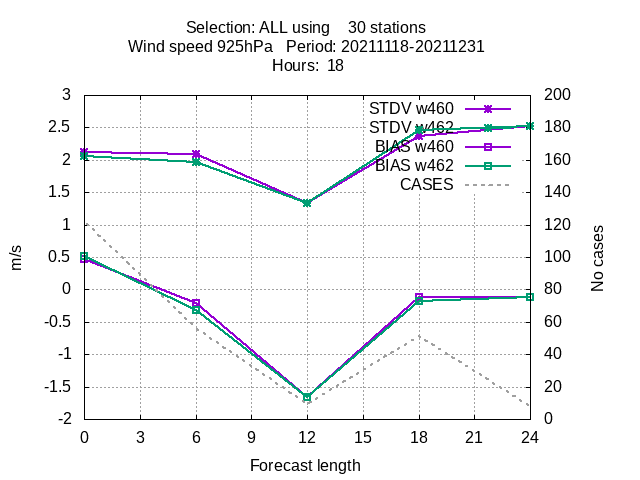 Selection: ALL using    30 stations
Wind speed 925hPa   Period: 20211118-20211231
Hours:  18
3
2.5
2
1.5
1
0.5
0
-0.5
-1
-1.5
-2
m/s
200
180
160
140
120
100
80
60
40
20
0
No cases
STDV w460
STDV w462
BIAS w460
BIAS w462
CASES
0 3 6 9 12 15 18 21 24
Forecast length